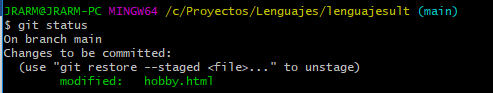 JRARM@JRARM-PC MINGW64 /c/Proyectos/Lenguajes/lenguajesult (main)
$ git status
On branch main
Changes to be committed:
  (use "git restore --staged <file>..." to unstage)
        modified:   hobby.html